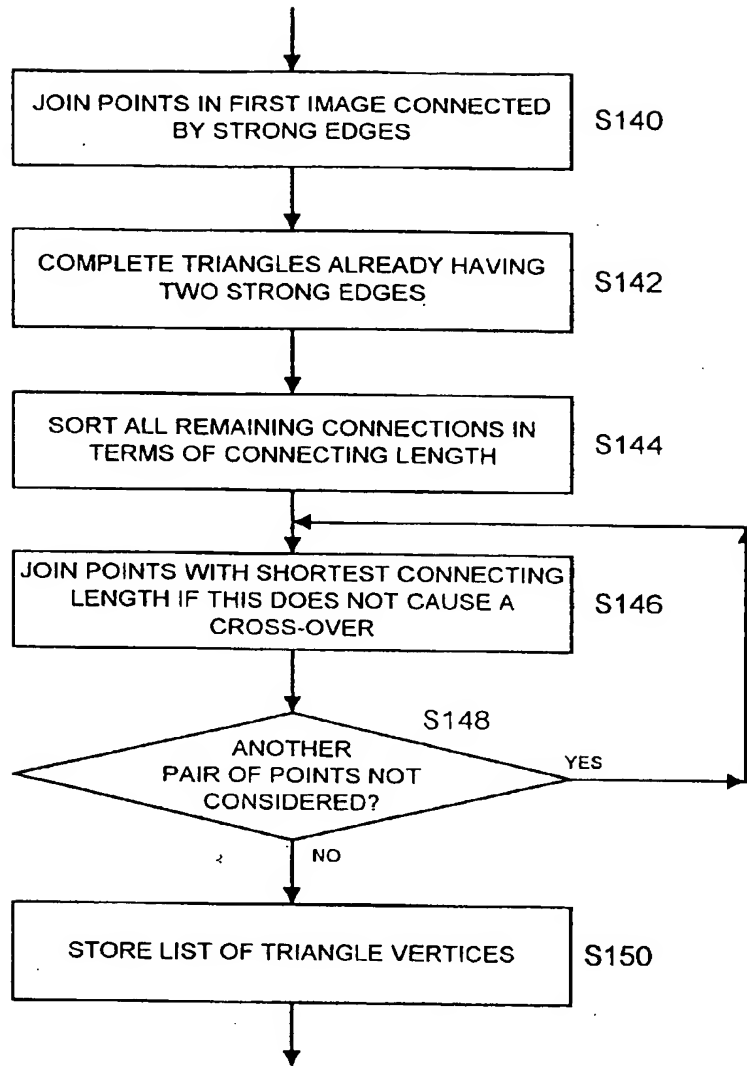 JOIN POINTS IN FIRST IMAGE CONNECTED
BY STRONG EDGES
S140
COMPLETE TRIANGLES ALREADY HAVING
TWO STRONG EDGES
S142
SORT ALL REMAINING CONNECTIONS IN
TERMS OF CONNECTING LENGTH
S144
JOIN POINTS WITH SHORTEST CONNECTING
LENGTH IF THIS DOES NOT CAUSE A
CROSS-OVER
S146
S148
ANOTHER
PAIR OF POINTS NOT
CONSIDERED?
YES
NO
STORE LIST OF TRIANGLE VERTICES
S150